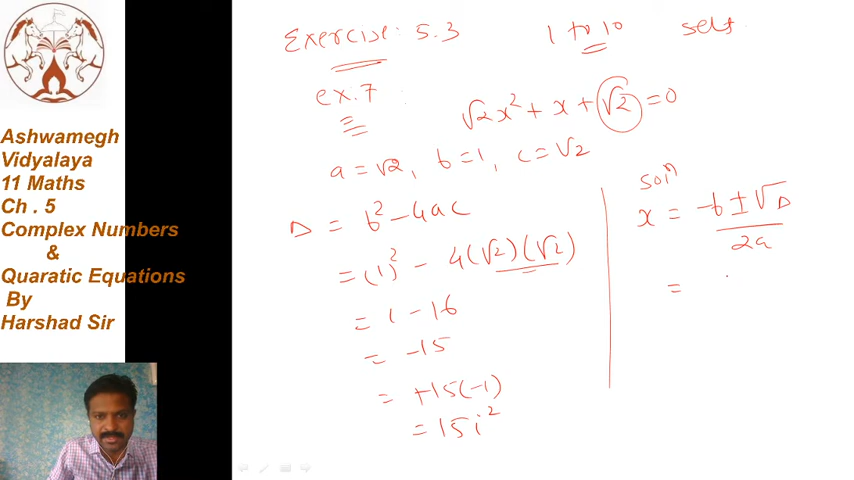 Exercise: 5.3 1 to 10 self.
ex.7 :
√2x² + x + √2 = 0
a = √2, b = 1, c = √2
D = b² - 4ac
= (1)² - 4(√2)(√2)
= 1 - 16
= -15
= +15(-1)
= 15i²
solⁿ
x = -b ± √D / 2a
=
Ashwamegh
Vidyalaya
11 Maths
Ch . 5
Complex Numbers
&
Quaratic Equations
By
Harshad Sir